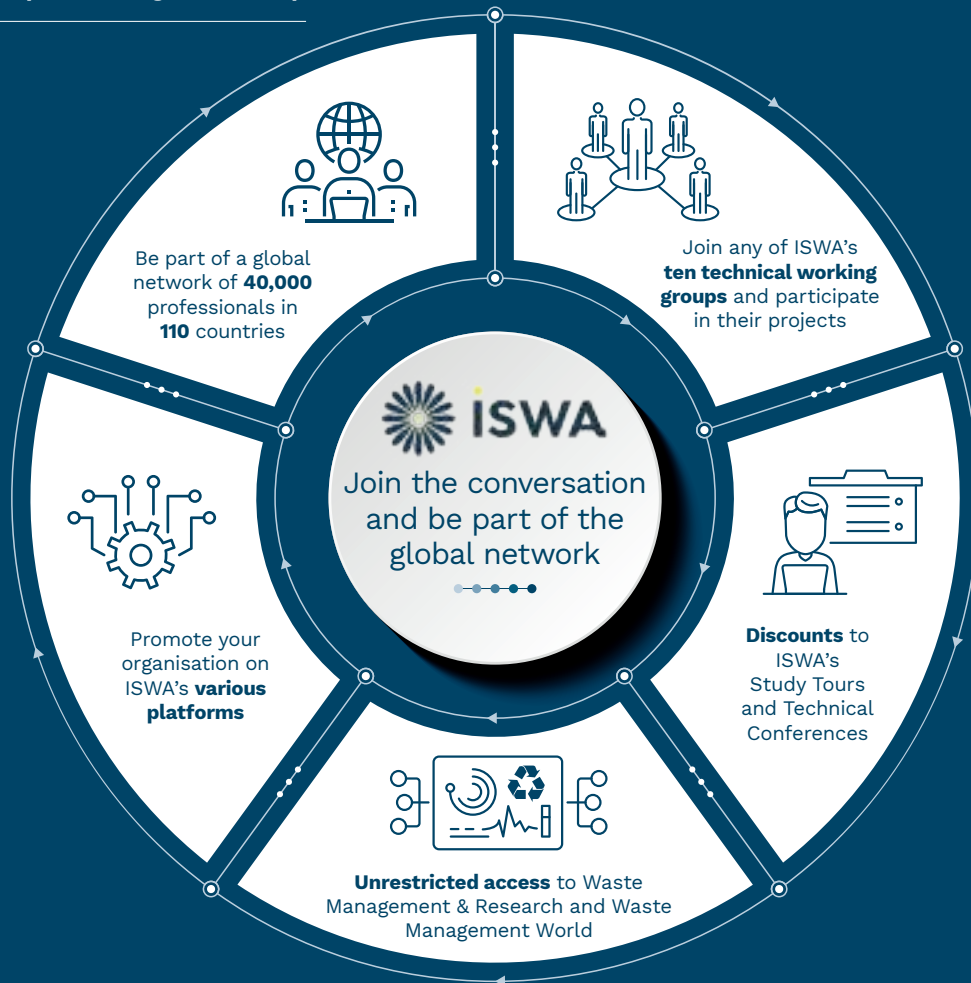 Be part of a global
network of 40,000
professionals in
110 countries
Join any of ISWA's
ten technical working
groups and participate
in their projects
ISWA
Join the conversation
and be part of the
global network
Promote your
organisation on
ISWA's various
platforms
Discounts to
ISWA's
Study Tours
and Technical
Conferences
Unrestricted access to Waste
Management & Research and Waste
Management World